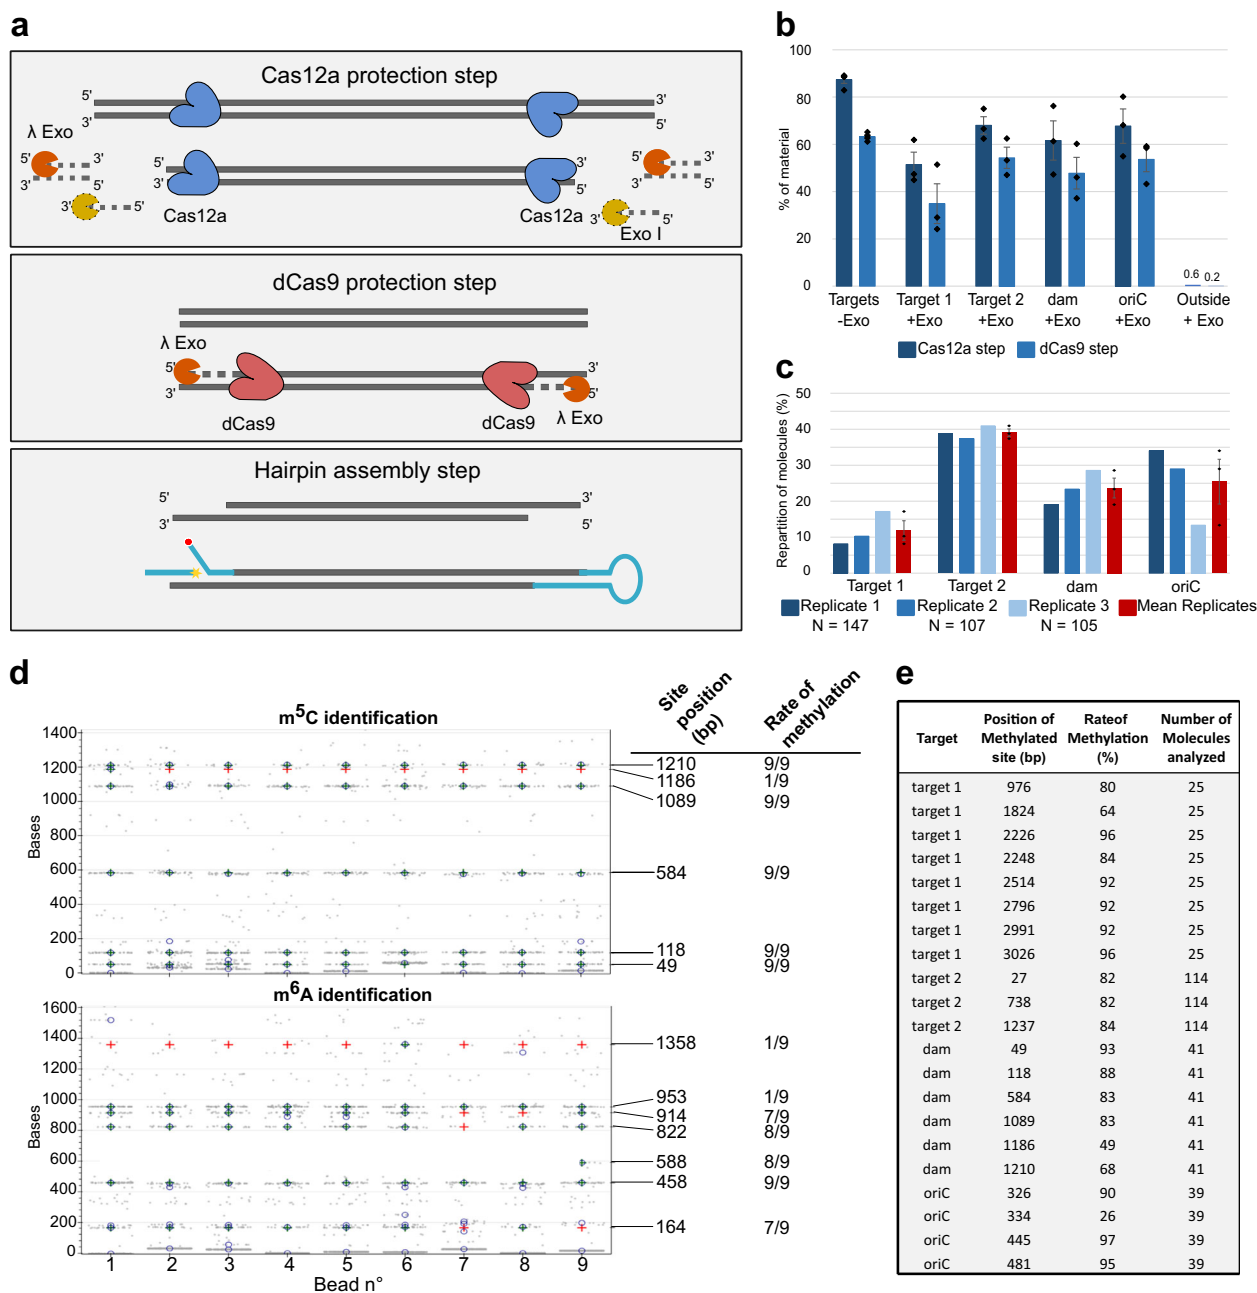 a
Cas12a protection step
5'
3'
5'
λ Exo
5'
3'
3'
5'
3'
5'
3'
5'
Cas12a
Cas12a
3'
5'
Exo I
dCas9 protection step
λ Exo
5'
3'
3'
5'
dCas9
dCas9
λ Exo
Hairpin assembly step
5'
3'
3'
5'
b
% of material
100
80
60
40
20
0
0.6
0.2
Targets -Exo
Target 1 +Exo
Target 2 +Exo
dam +Exo
oriC +Exo
Outside + Exo
Cas12a step
dCas9 step
c
Repartition of molecules (%)
50
40
30
20
10
0
Target 1
Target 2
dam
oriC
Replicate 1
N = 147
Replicate 2
N = 107
Replicate 3
N = 105
Mean Replicates
d
m5C identification
Site position (bp)
Rate of methylation
Bases
1400
1200
1000
800
600
400
200
0
1210 9/9
1186 1/9
1089 9/9
584 9/9
118 9/9
49 9/9
m6A identification
Bases
1600
1400
1200
1000
800
600
400
200
0
1358 1/9
953 1/9
914 7/9
822 8/9
588 8/9
458 9/9
164 7/9
1 2 3 4 5 6 7 8 9
Bead n°
e
Target
Position of Methylated site (bp)
Rateof Methylation (%)
Number of Molecules analyzed
target 1 976 80 25
target 1 1824 64 25
target 1 2226 96 25
target 1 2248 84 25
target 1 2514 92 25
target 1 2796 92 25
target 1 2991 92 25
target 1 3026 96 25
target 2 27 82 114
target 2 738 82 114
target 2 1237 84 114
dam 49 93 41
dam 118 88 41
dam 584 83 41
dam 1089 83 41
dam 1186 49 41
dam 1210 68 41
oriC 326 90 39
oriC 334 26 39
oriC 445 97 39
oriC 481 95 39